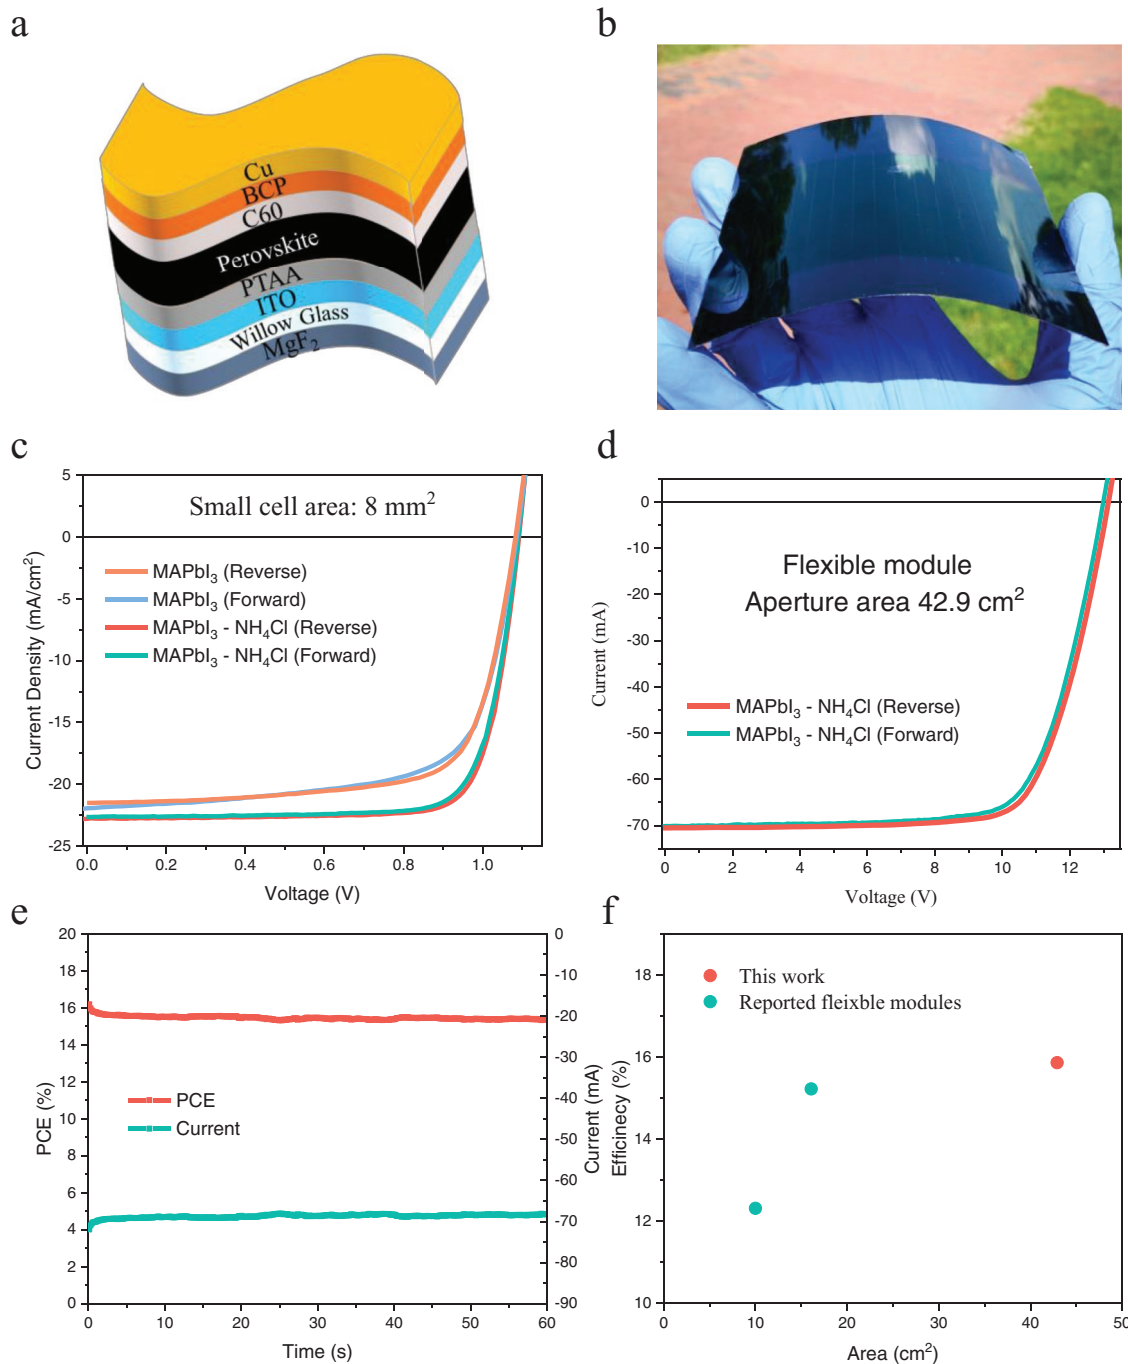 a
Cu
BCP
C60
Perovskite
PTAA
ITO
Willow Glass
MgF₂
b
c
Small cell area: 8 mm²
MAPbI₃ (Reverse)
MAPbI₃ (Forward)
MAPbI₃ - NH₄Cl (Reverse)
MAPbI₃ - NH₄Cl (Forward)
Current Density (mA/cm²)
5
0
-5
-10
-15
-20
-25
0.0 0.2 0.4 0.6 0.8 1.0
Voltage (V)
d
Flexible module
Aperture area 42.9 cm²
MAPbI₃ - NH₄Cl (Reverse)
MAPbI₃ - NH₄Cl (Forward)
Current (mA)
0
-10
-20
-30
-40
-50
-60
-70
0 2 4 6 8 10 12
Voltage (V)
e
PCE (%)
20
18
16
14
12
10
8
6
4
2
0
PCE
Current
0
-10
-20
-30
-40
-50
-60
-70
-80
-90
Current (mA)
0 10 20 30 40 50 60
Time (s)
f
This work
Reported fleixble modules
Efficinecy (%)
18
16
14
12
10
0 10 20 30 40 50
Area (cm²)